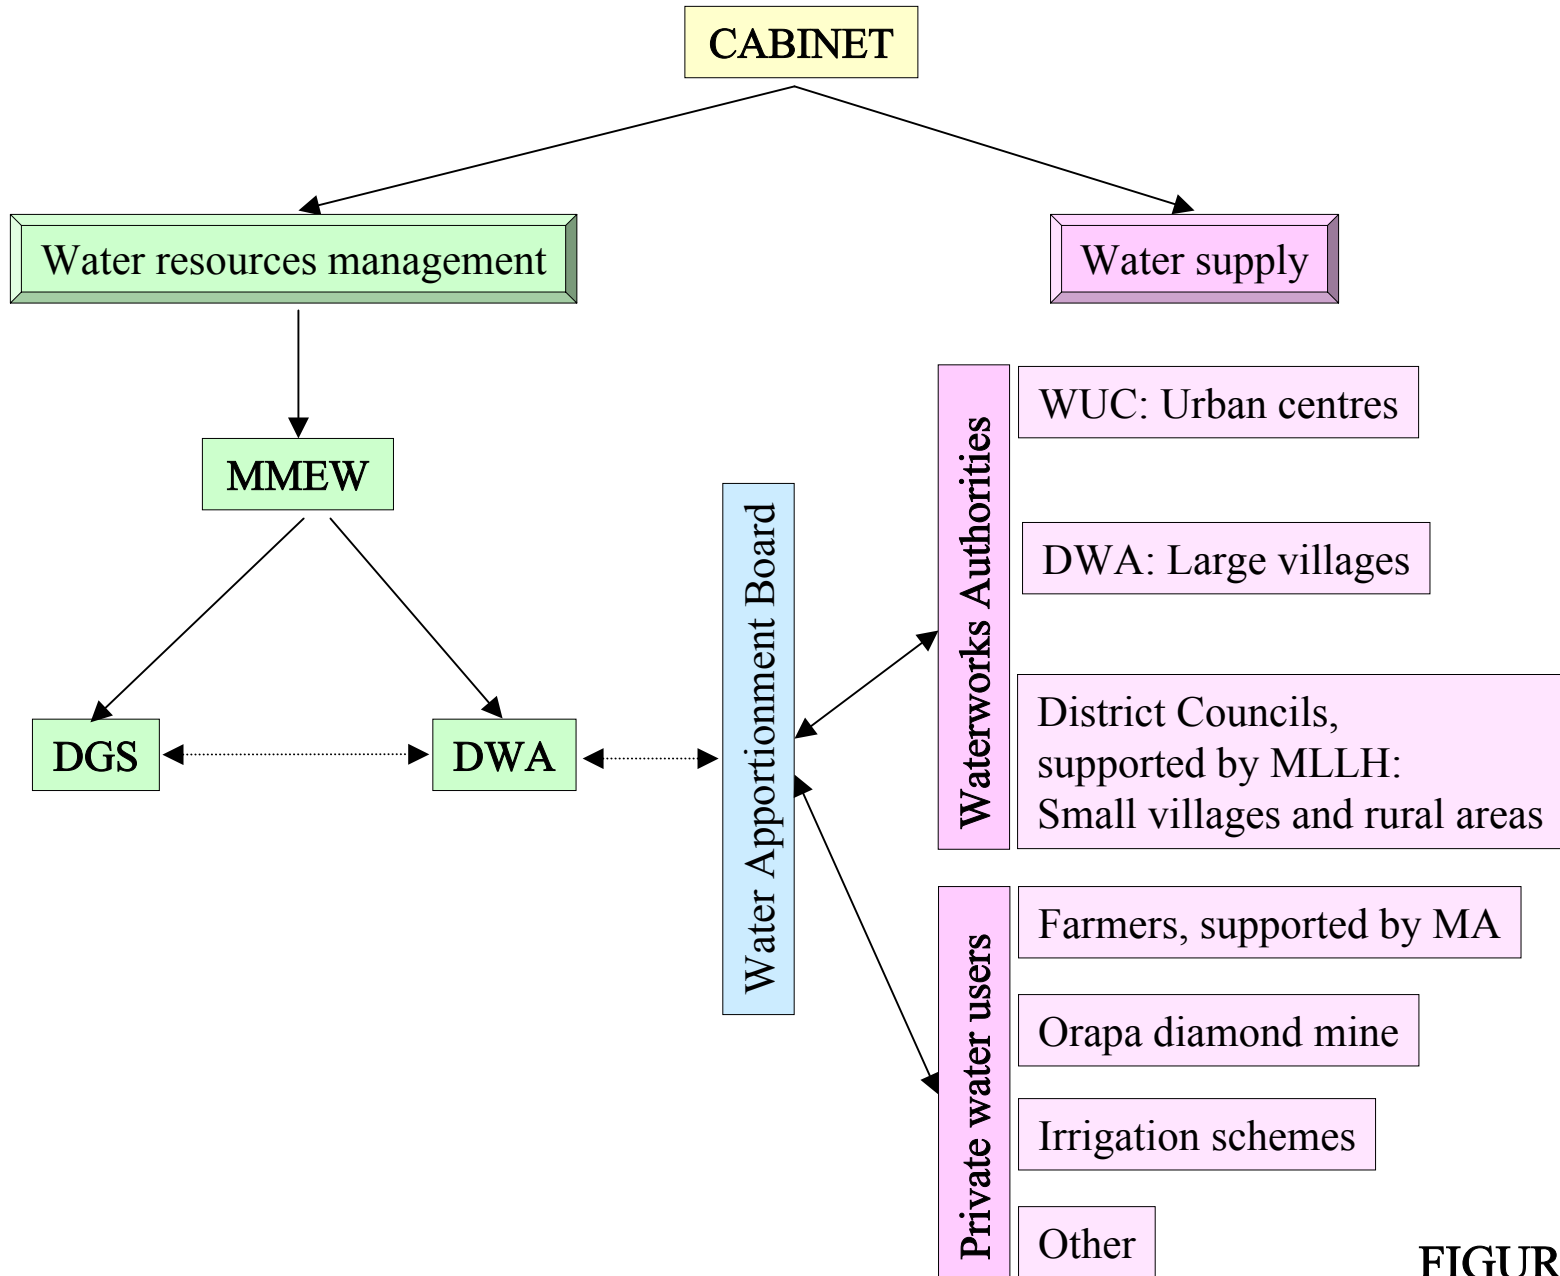 CABINET
Water resources management
Water supply
MMEW
DGS
DWA
Water Apportionment Board
Waterworks Authorities
WUC: Urban centres
DWA: Large villages
District Councils,
supported by MLLH:
Small villages and rural areas
Private water users
Farmers, supported by MA
Orapa diamond mine
Irrigation schemes
Other
FIGUR